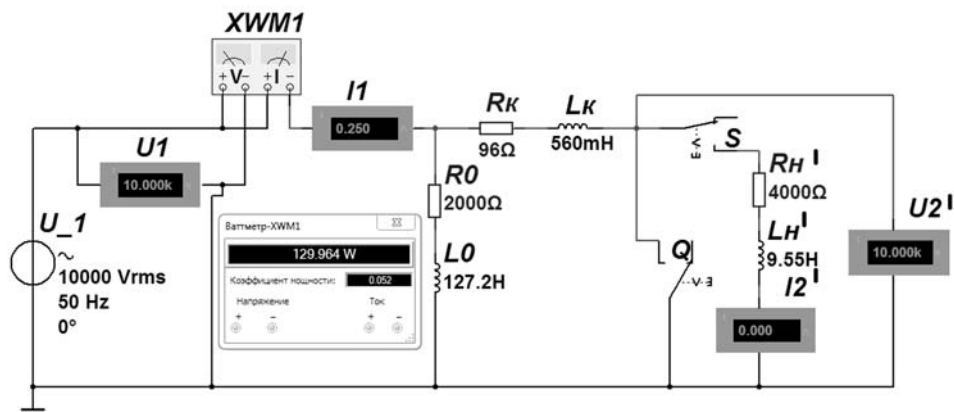 XWM1
+ V − + I −
I1
0.250
U1
10.000k
U_1
10000 Vrms
50 Hz
0°
R0
2000Ω
L0
127.2H
Rк
96Ω
Lк
560mH
S
Rн'
4000Ω
Lн'
9.55H
I2'
0.000
Q
U2'
10.000k
Ваттметр-XWM1
129.964 W
Коэффициент мощности: 0.052
Напряжение Ток
+ − + −